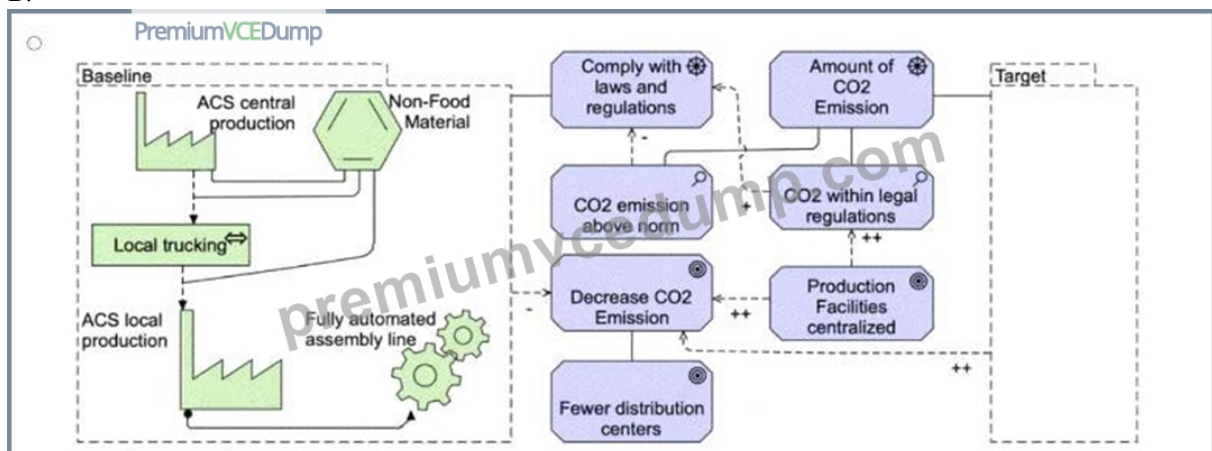 PremiumVCEDump
Baseline
ACS central
production
Non-Food
Material
Local trucking
ACS local
production
Fully automated
assembly line
Comply with
laws and
regulations
Amount of
CO2
Emission
Target
-
CO2 emission
above norm
+
CO2 within legal
regulations
++
Decrease CO2
Emission
-
++
Production
Facilities
centralized
++
Fewer distribution
centers
premiumvcedump.com